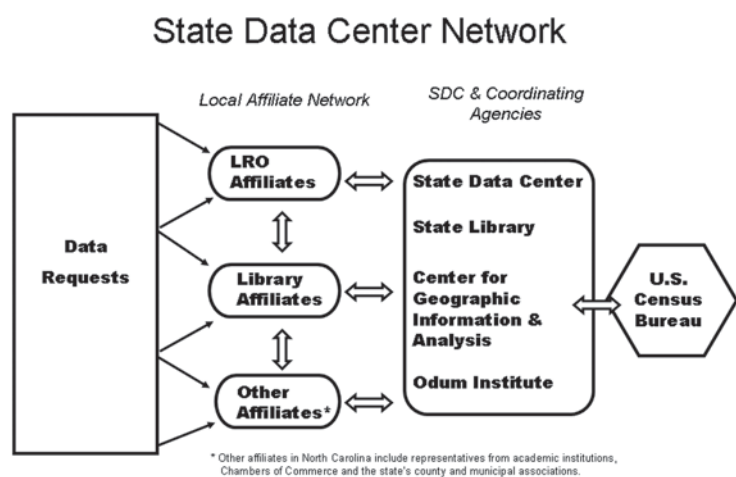 State Data Center Network
Local Affiliate Network
SDC & Coordinating
Agencies
Data
Requests
LRO
Affiliates
Library
Affiliates
Other
Affiliates*
State Data Center
State Library
Center for
Geographic
Information &
Analysis
Odum Institute
U.S.
Census
Bureau
* Other affiliates in North Carolina include representatives from academic institutions,
Chambers of Commerce and the state's county and municipal associations.